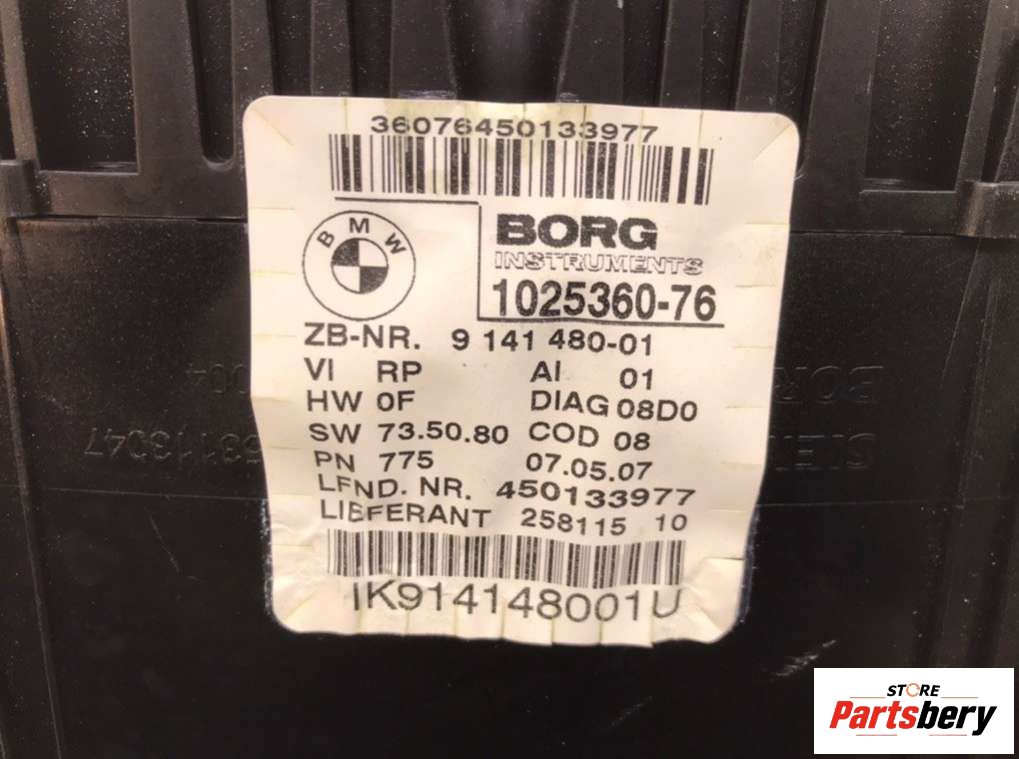 36076450133977
BMW
BORG
INSTRUMENTS
1025360-76
ZB-NR. 9 141 480-01
VI RP AI 01
HW 0F DIAG 08D0
SW 73.50.80 COD 08
PN 775 07.05.07
LFND. NR. 450133977
LIEFERANT 258115 10
IK914148001U
STORE
Partsbery